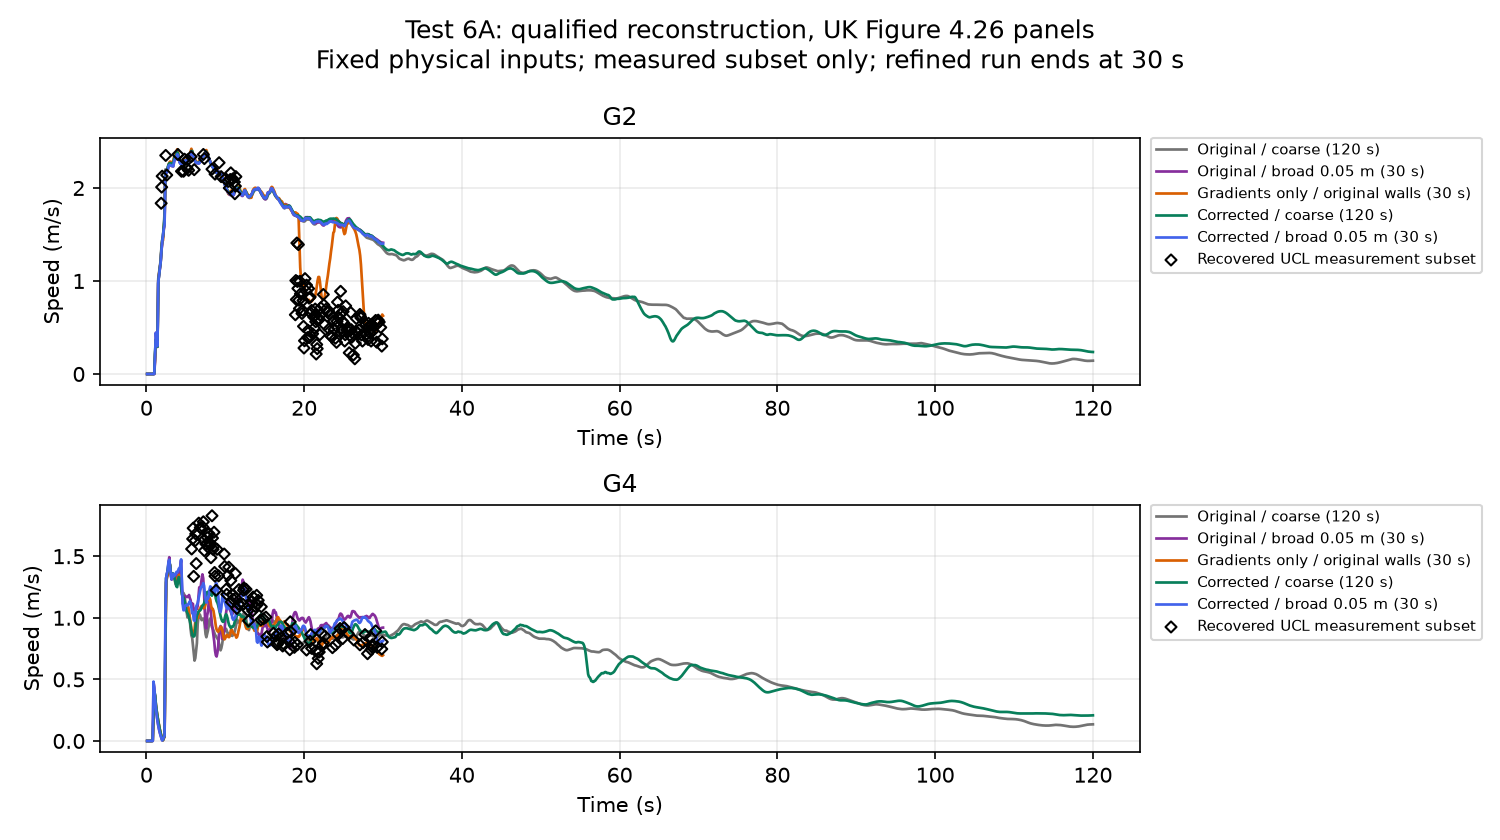 Test 6A: qualified reconstruction, UK Figure 4.26 panels
Fixed physical inputs; measured subset only; refined run ends at 30 s
G2
Speed (m/s)
2
1
0
0 20 40 60 80 100 120
Time (s)
Original / coarse (120 s)
Original / broad 0.05 m (30 s)
Gradients only / original walls (30 s)
Corrected / coarse (120 s)
Corrected / broad 0.05 m (30 s)
Recovered UCL measurement subset
G4
Speed (m/s)
1.5
1.0
0.5
0.0
0 20 40 60 80 100 120
Time (s)
Original / coarse (120 s)
Original / broad 0.05 m (30 s)
Gradients only / original walls (30 s)
Corrected / coarse (120 s)
Corrected / broad 0.05 m (30 s)
Recovered UCL measurement subset